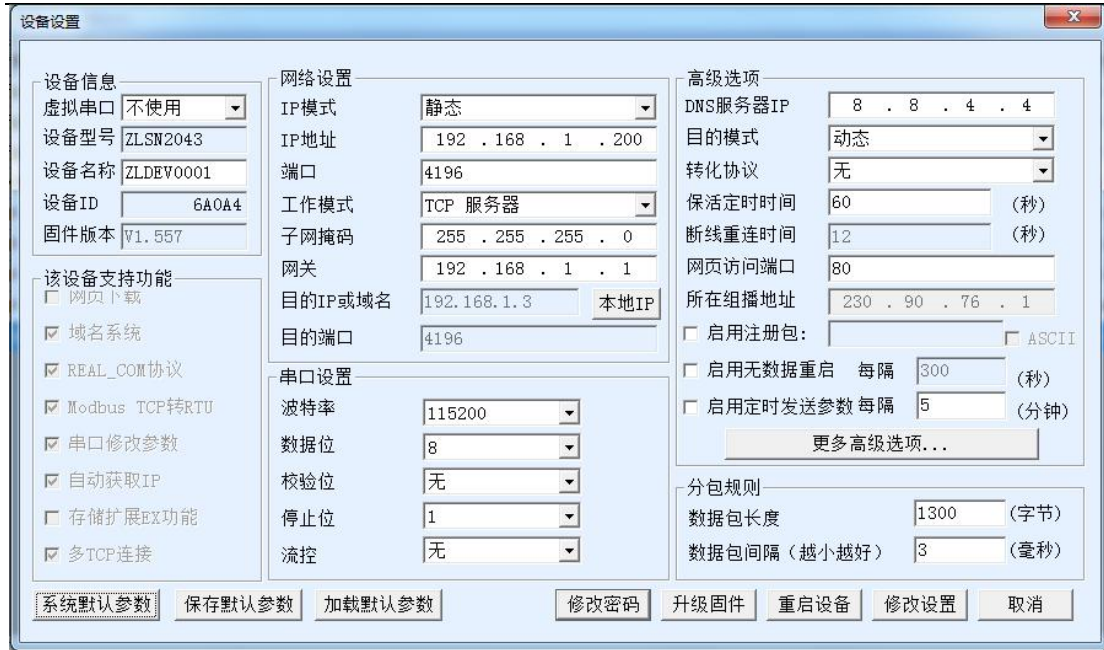 设备设置
设备信息
虚拟串口 不使用
设备型号 ZLSN2043
设备名称 ZLDEV0001
设备ID 6A0A4
固件版本 V1.557
该设备支持功能
网页下载
域名系统
REAL_COM协议
Modbus TCP转RTU
串口修改参数
自动获取IP
存储扩展EX功能
多TCP连接
网络设置
IP模式 静态
IP地址 192 . 168 . 1 . 200
端口 4196
工作模式 TCP 服务器
子网掩码 255 . 255 . 255 . 0
网关 192 . 168 . 1 . 1
目的IP或域名 192.168.1.3 本地IP
目的端口 4196
串口设置
波特率 115200
数据位 8
校验位 无
停止位 1
流控 无
高级选项
DNS服务器IP 8 . 8 . 4 . 4
目的模式 动态
转化协议 无
保活定时时间 60 (秒)
断线重连时间 12 (秒)
网页访问端口 80
所在组播地址 230 . 90 . 76 . 1
启用注册包: ASCII
启用无数据重启 每隔 300 (秒)
启用定时发送参数 每隔 5 (分钟)
更多高级选项...
分包规则
数据包长度 1300 (字节)
数据包间隔(越小越好) 3 (毫秒)
系统默认参数 保存默认参数 加载默认参数 修改密码 升级固件 重启设备 修改设置 取消